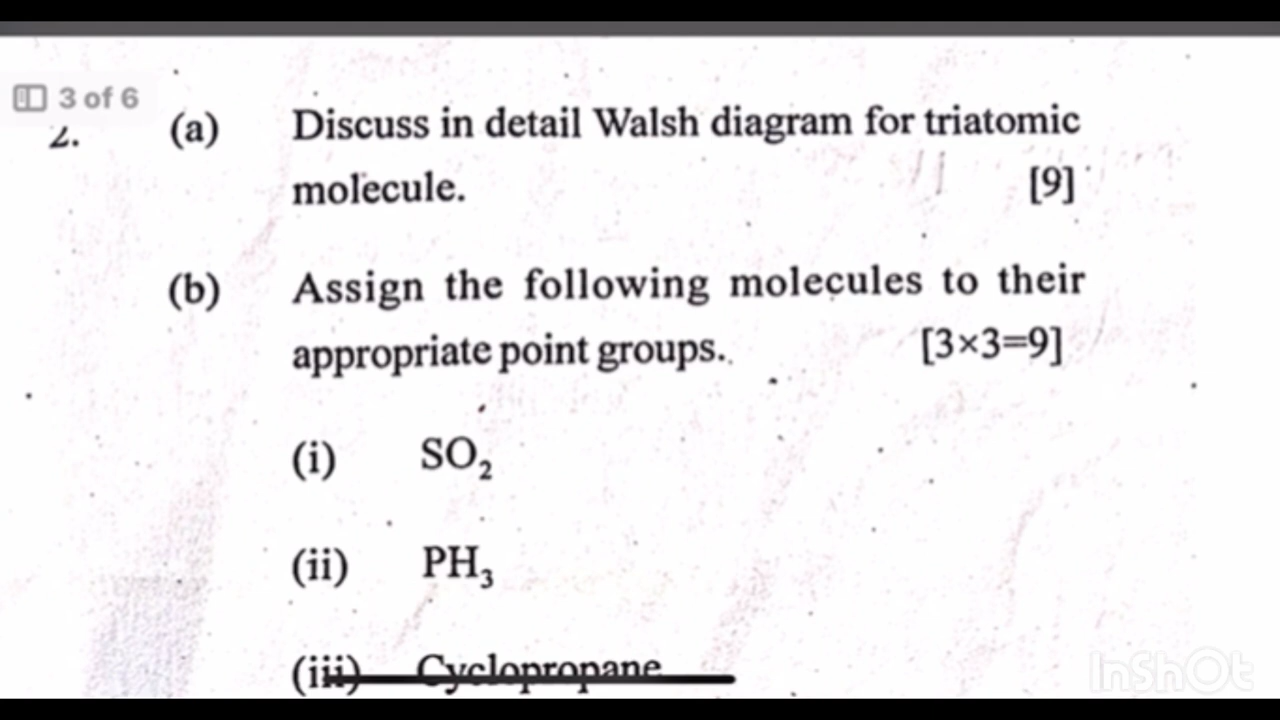 3 of 6
2. (a) Discuss in detail Walsh diagram for triatomic
molecule. [9]
(b) Assign the following molecules to their
appropriate point groups. [3×3=9]
(i) SO₂
(ii) PH₃
(iii) Cyclopropane
InShOt